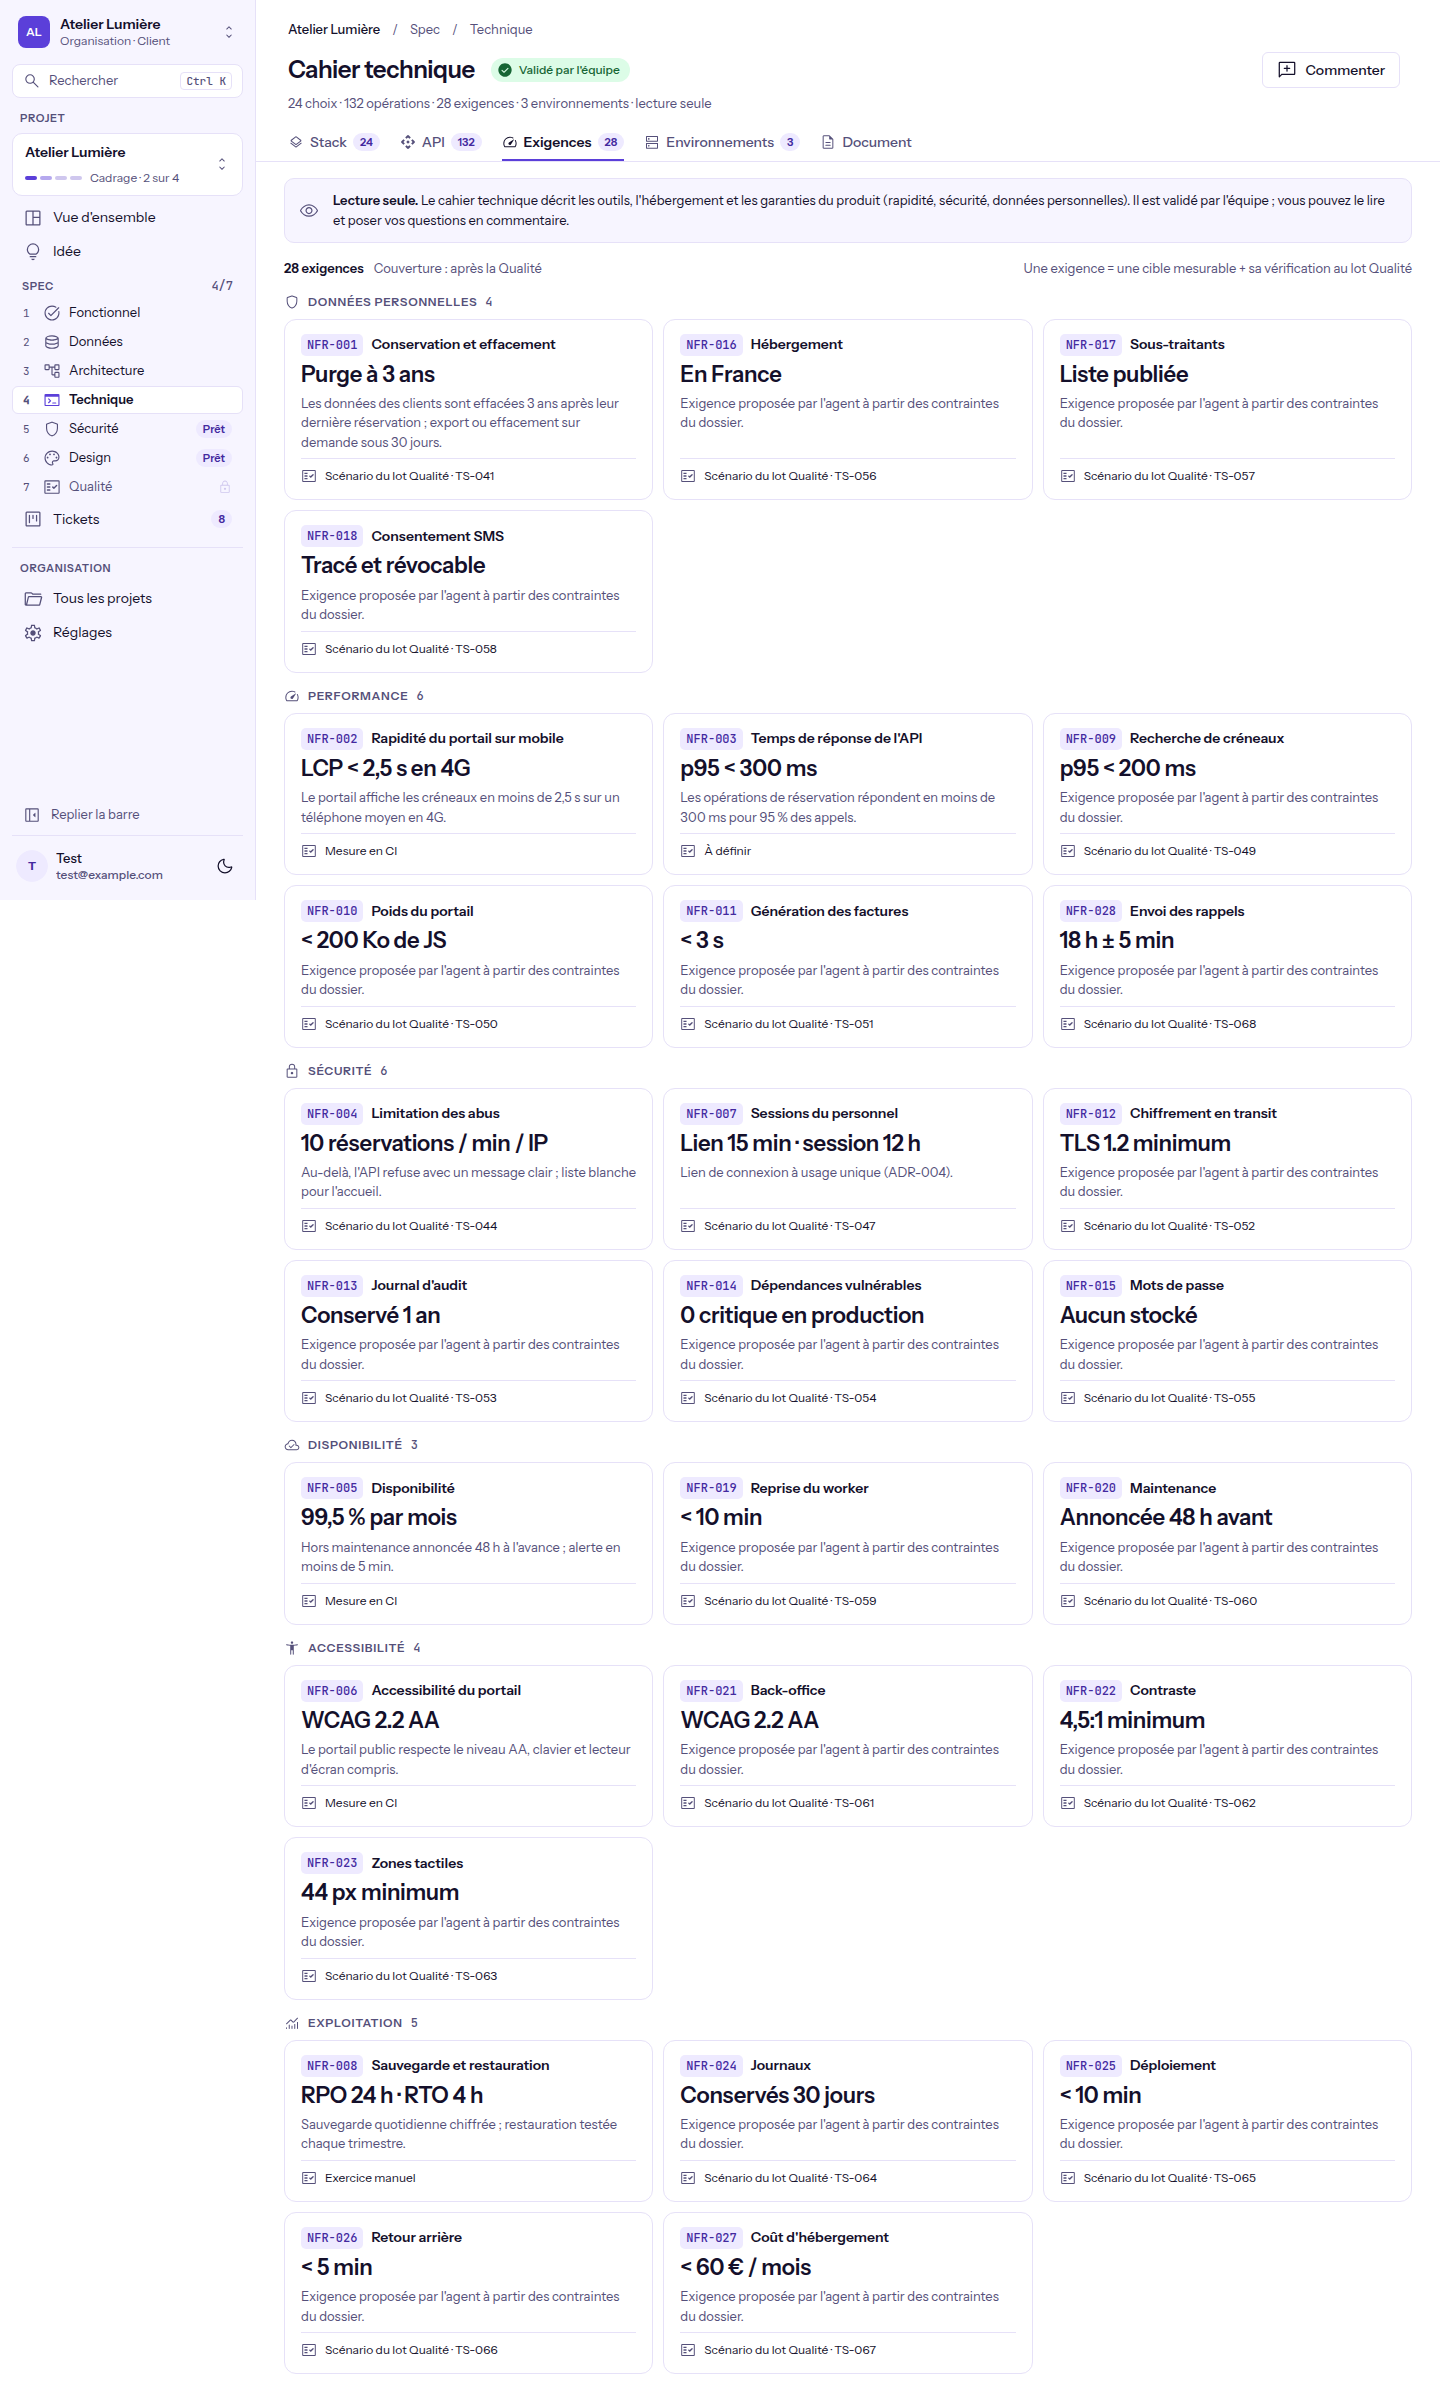 AL
Atelier Lumière
Organisation · Client
Rechercher
Ctrl K
PROJET
Atelier Lumière
Cadrage · 2 sur 4
Vue d'ensemble
Idée
SPEC 4/7
1 Fonctionnel
2 Données
3 Architecture
4 Technique
5 Sécurité Prêt
6 Design Prêt
7 Qualité
Tickets 8
ORGANISATION
Tous les projets
Réglages
Replier la barre
T
Test
test@example.com
Atelier Lumière / Spec / Technique
Cahier technique
Validé par l'équipe
Commenter
24 choix · 132 opérations · 28 exigences · 3 environnements · lecture seule
Stack 24
API 132
Exigences 28
Environnements 3
Document
Lecture seule. Le cahier technique décrit les outils, l'hébergement et les garanties du produit (rapidité, sécurité, données personnelles). Il est validé par l'équipe ; vous pouvez le lire
et poser vos questions en commentaire.
28 exigences Couverture : après la Qualité
Une exigence = une cible mesurable + sa vérification au lot Qualité
DONNÉES PERSONNELLES 4
NFR-001 Conservation et effacement
Purge à 3 ans
Les données des clients sont effacées 3 ans après leur
dernière réservation ; export ou effacement sur
demande sous 30 jours.
Scénario du lot Qualité · TS-041
NFR-016 Hébergement
En France
Exigence proposée par l'agent à partir des contraintes
du dossier.
Scénario du lot Qualité · TS-056
NFR-017 Sous-traitants
Liste publiée
Exigence proposée par l'agent à partir des contraintes
du dossier.
Scénario du lot Qualité · TS-057
NFR-018 Consentement SMS
Tracé et révocable
Exigence proposée par l'agent à partir des contraintes
du dossier.
Scénario du lot Qualité · TS-058
PERFORMANCE 6
NFR-002 Rapidité du portail sur mobile
LCP < 2,5 s en 4G
Le portail affiche les créneaux en moins de 2,5 s sur un
téléphone moyen en 4G.
Mesure en CI
NFR-003 Temps de réponse de l'API
p95 < 300 ms
Les opérations de réservation répondent en moins de
300 ms pour 95 % des appels.
À définir
NFR-009 Recherche de créneaux
p95 < 200 ms
Exigence proposée par l'agent à partir des contraintes
du dossier.
Scénario du lot Qualité · TS-049
NFR-010 Poids du portail
< 200 Ko de JS
Exigence proposée par l'agent à partir des contraintes
du dossier.
Scénario du lot Qualité · TS-050
NFR-011 Génération des factures
< 3 s
Exigence proposée par l'agent à partir des contraintes
du dossier.
Scénario du lot Qualité · TS-051
NFR-028 Envoi des rappels
18 h ± 5 min
Exigence proposée par l'agent à partir des contraintes
du dossier.
Scénario du lot Qualité · TS-068
SÉCURITÉ 6
NFR-004 Limitation des abus
10 réservations / min / IP
Au-delà, l'API refuse avec un message clair ; liste blanche
pour l'accueil.
Scénario du lot Qualité · TS-044
NFR-007 Sessions du personnel
Lien 15 min · session 12 h
Lien de connexion à usage unique (ADR-004).
Scénario du lot Qualité · TS-047
NFR-012 Chiffrement en transit
TLS 1.2 minimum
Exigence proposée par l'agent à partir des contraintes
du dossier.
Scénario du lot Qualité · TS-052
NFR-013 Journal d'audit
Conservé 1 an
Exigence proposée par l'agent à partir des contraintes
du dossier.
Scénario du lot Qualité · TS-053
NFR-014 Dépendances vulnérables
0 critique en production
Exigence proposée par l'agent à partir des contraintes
du dossier.
Scénario du lot Qualité · TS-054
NFR-015 Mots de passe
Aucun stocké
Exigence proposée par l'agent à partir des contraintes
du dossier.
Scénario du lot Qualité · TS-055
DISPONIBILITÉ 3
NFR-005 Disponibilité
99,5 % par mois
Hors maintenance annoncée 48 h à l'avance ; alerte en
moins de 5 min.
Mesure en CI
NFR-019 Reprise du worker
< 10 min
Exigence proposée par l'agent à partir des contraintes
du dossier.
Scénario du lot Qualité · TS-059
NFR-020 Maintenance
Annoncée 48 h avant
Exigence proposée par l'agent à partir des contraintes
du dossier.
Scénario du lot Qualité · TS-060
ACCESSIBILITÉ 4
NFR-006 Accessibilité du portail
WCAG 2.2 AA
Le portail public respecte le niveau AA, clavier et lecteur
d'écran compris.
Mesure en CI
NFR-021 Back-office
WCAG 2.2 AA
Exigence proposée par l'agent à partir des contraintes
du dossier.
Scénario du lot Qualité · TS-061
NFR-022 Contraste
4,5:1 minimum
Exigence proposée par l'agent à partir des contraintes
du dossier.
Scénario du lot Qualité · TS-062
NFR-023 Zones tactiles
44 px minimum
Exigence proposée par l'agent à partir des contraintes
du dossier.
Scénario du lot Qualité · TS-063
EXPLOITATION 5
NFR-008 Sauvegarde et restauration
RPO 24 h · RTO 4 h
Sauvegarde quotidienne chiffrée ; restauration testée
chaque trimestre.
Exercice manuel
NFR-024 Journaux
Conservés 30 jours
Exigence proposée par l'agent à partir des contraintes
du dossier.
Scénario du lot Qualité · TS-064
NFR-025 Déploiement
< 10 min
Exigence proposée par l'agent à partir des contraintes
du dossier.
Scénario du lot Qualité · TS-065
NFR-026 Retour arrière
< 5 min
Exigence proposée par l'agent à partir des contraintes
du dossier.
Scénario du lot Qualité · TS-066
NFR-027 Coût d'hébergement
< 60 € / mois
Exigence proposée par l'agent à partir des contraintes
du dossier.
Scénario du lot Qualité · TS-067